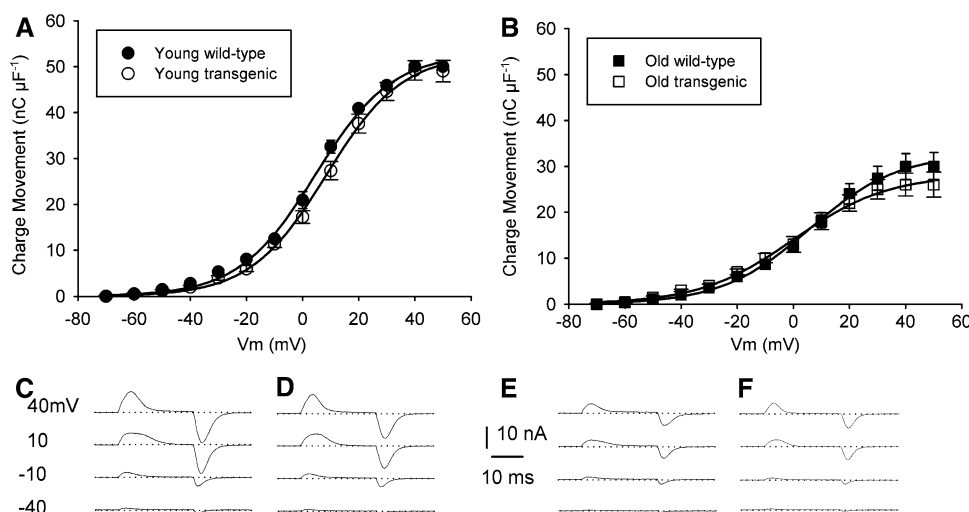 A
Charge Movement (nC µF⁻¹)
60
50
40
30
20
10
0
Young wild-type
Young transgenic
-80 -60 -40 -20 0 20 40 60
Vm (mV)
B
Charge Movement (nC µF⁻¹)
60
50
40
30
20
10
0
Old wild-type
Old transgenic
-80 -60 -40 -20 0 20 40 60
Vm (mV)
C D E F
40mV
10
-10
-40
10 nA
10 ms